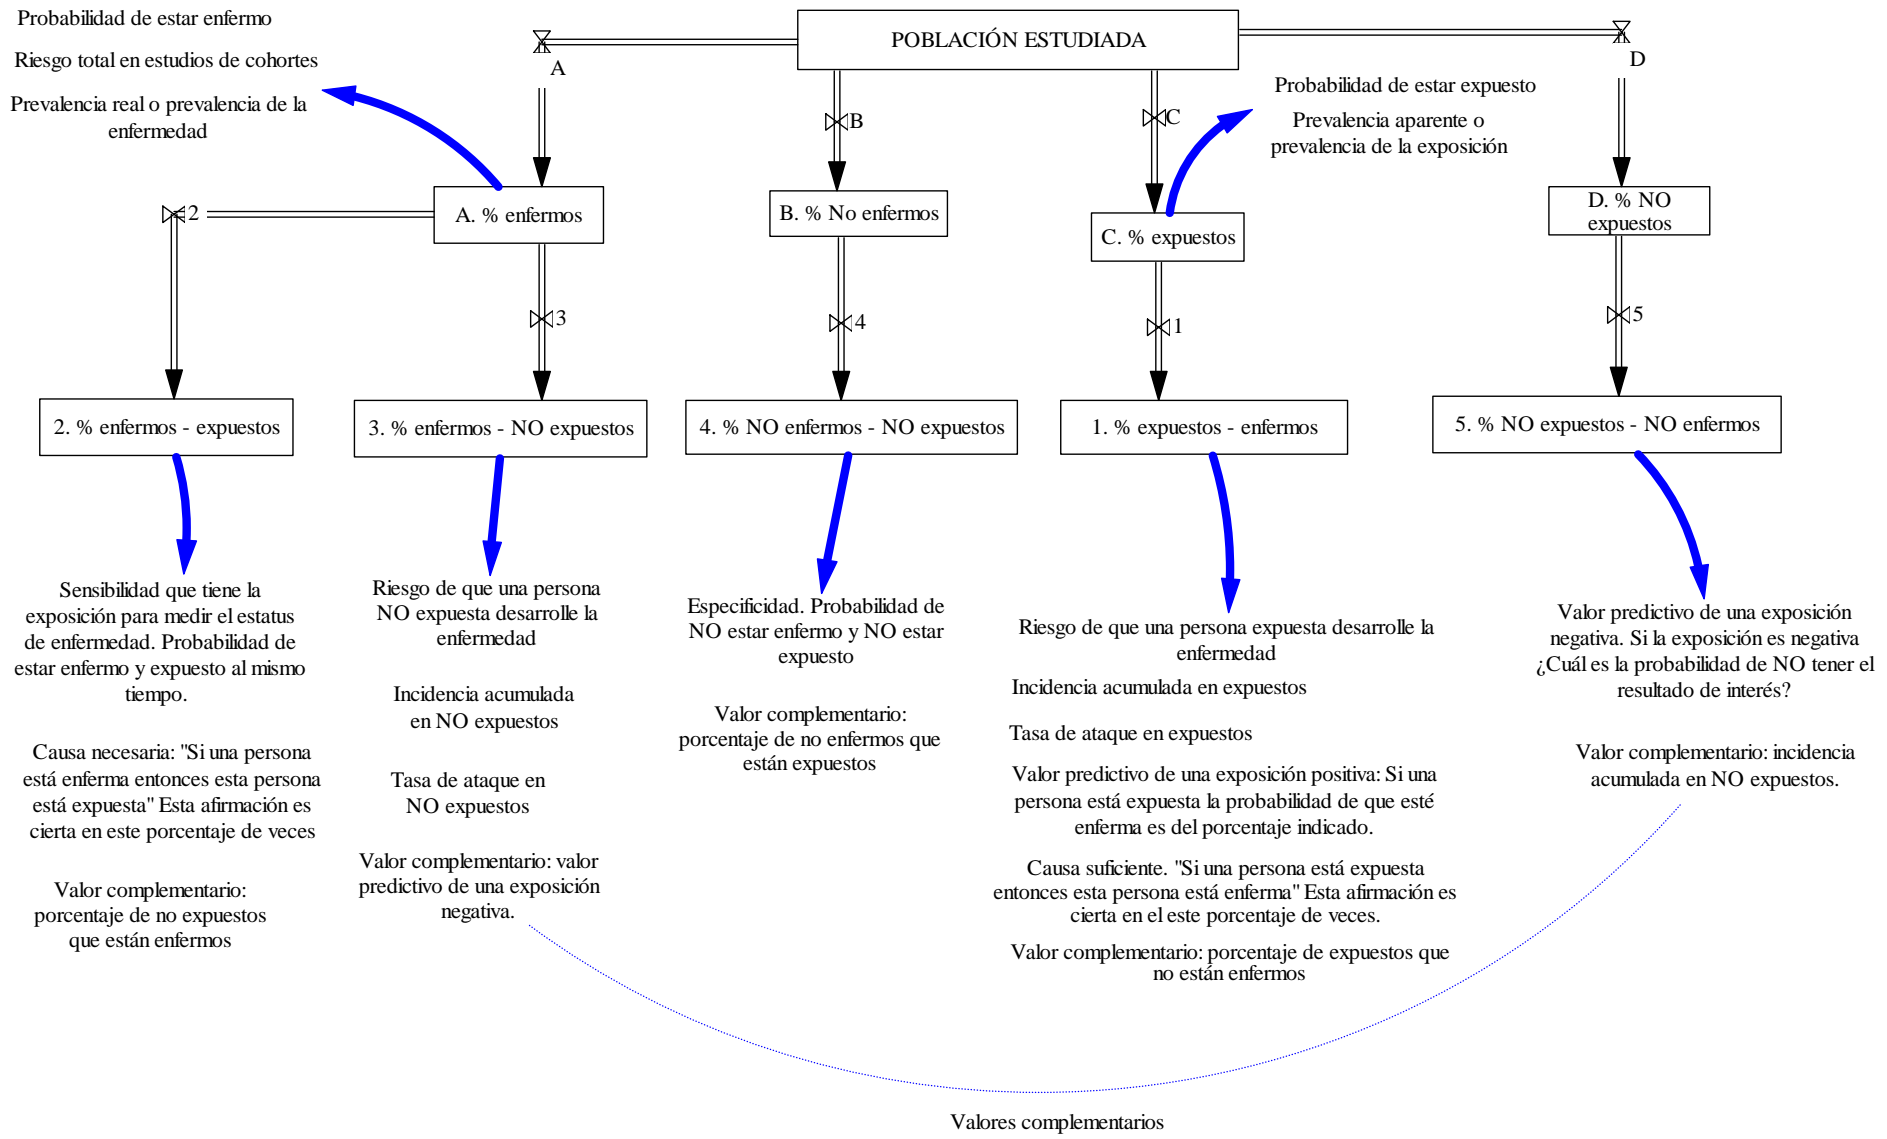 Probabilidad de estar enfermo
Riesgo total en estudios de cohortes
Prevalencia real o prevalencia de la
enfermedad
POBLACIÓN ESTUDIADA
A
B
C
D
Probabilidad de estar expuesto
Prevalencia aparente o
prevalencia de la exposición
A. % enfermos
B. % No enfermos
C. % expuestos
D. % NO
expuestos
2
3
4
1
5
2. % enfermos - expuestos
3. % enfermos - NO expuestos
4. % NO enfermos - NO expuestos
1. % expuestos - enfermos
5. % NO expuestos - NO enfermos
Sensibilidad que tiene la
exposición para medir el estatus
de enfermedad. Probabilidad de
estar enfermo y expuesto al mismo
tiempo.
Causa necesaria: "Si una persona
está enferma entonces esta persona
está expuesta" Esta afirmación es
cierta en este porcentaje de veces
Valor complementario:
porcentaje de no expuestos
que están enfermos
Riesgo de que una persona
NO expuesta desarrolle la
enfermedad
Incidencia acumulada
en NO expuestos
Tasa de ataque en
NO expuestos
Valor complementario: valor
predictivo de una exposición
negativa.
Especificidad. Probabilidad de
NO estar enfermo y NO estar
expuesto
Valor complementario:
porcentaje de no enfermos que
están expuestos
Riesgo de que una persona expuesta desarrolle la
enfermedad
Incidencia acumulada en expuestos
Tasa de ataque en expuestos
Valor predictivo de una exposición positiva: Si una
persona está expuesta la probabilidad de que esté
enferma es del porcentaje indicado.
Causa suficiente. "Si una persona está expuesta
entonces esta persona está enferma" Esta afirmación es
cierta en el este porcentaje de veces.
Valor complementario: porcentaje de expuestos que
no están enfermos
Valor predictivo de una exposición
negativa. Si la exposición es negativa
¿Cuál es la probabilidad de NO tener el
resultado de interés?
Valor complementario: incidencia
acumulada en NO expuestos.
Valores complementarios